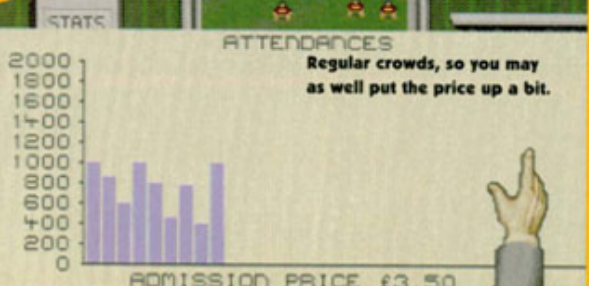 STATS
ATTENDANCES
Regular crowds, so you may
as well put the price up a bit.
2000
1800
1600
1400
1200
1000
800
600
400
200
0
ADMISSION PRICE £3.50